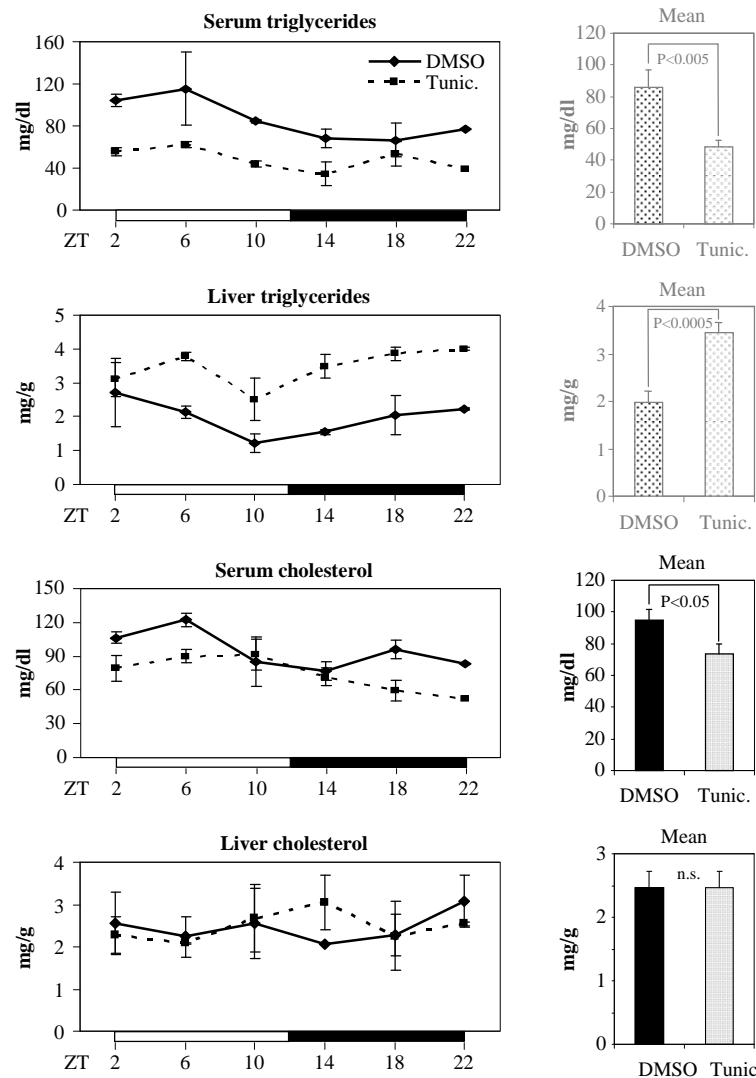 Serum triglycerides
160
120
80
40
0
mg/dl
DMSO
Tunic.
ZT 2 6 10 14 18 22
Mean
120
100
80
60
40
20
0
mg/dl
P<0.005
DMSO Tunic.
Liver triglycerides
5
4
3
2
1
0
mg/g
ZT 2 6 10 14 18 22
Mean
4
3
2
1
0
mg/g
P<0.0005
DMSO Tunic.
Serum cholesterol
150
120
90
60
30
0
mg/dl
ZT 2 6 10 14 18 22
Mean
120
100
80
60
40
20
0
mg/dl
P<0.05
DMSO Tunic.
Liver cholesterol
4
3
2
1
0
mg/g
ZT 2 6 10 14 18 22
Mean
3
2
1
0
mg/g
n.s.
DMSO Tunic